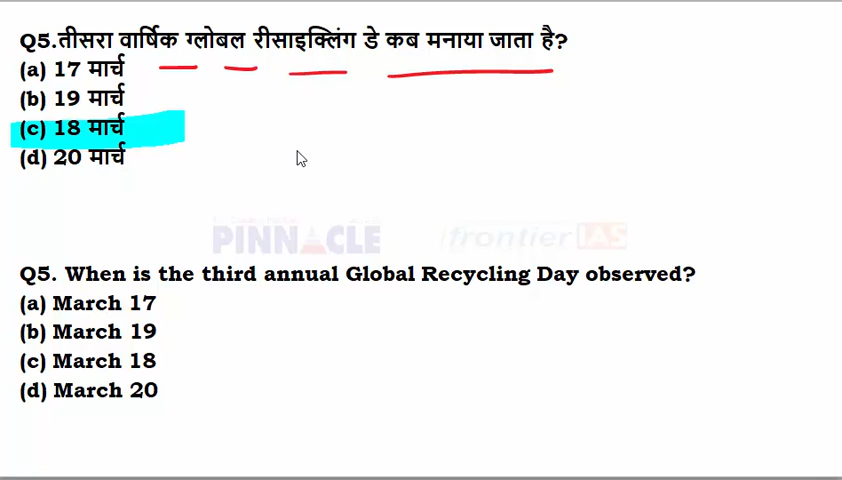 Q5.तीसरा वार्षिक ग्लोबल रीसाइक्लिंग डे कब मनाया जाता है?
(a) 17 मार्च
(b) 19 मार्च
(c) 18 मार्च
(d) 20 मार्च
PINNACLE frontier IAS
Q5. When is the third annual Global Recycling Day observed?
(a) March 17
(b) March 19
(c) March 18
(d) March 20